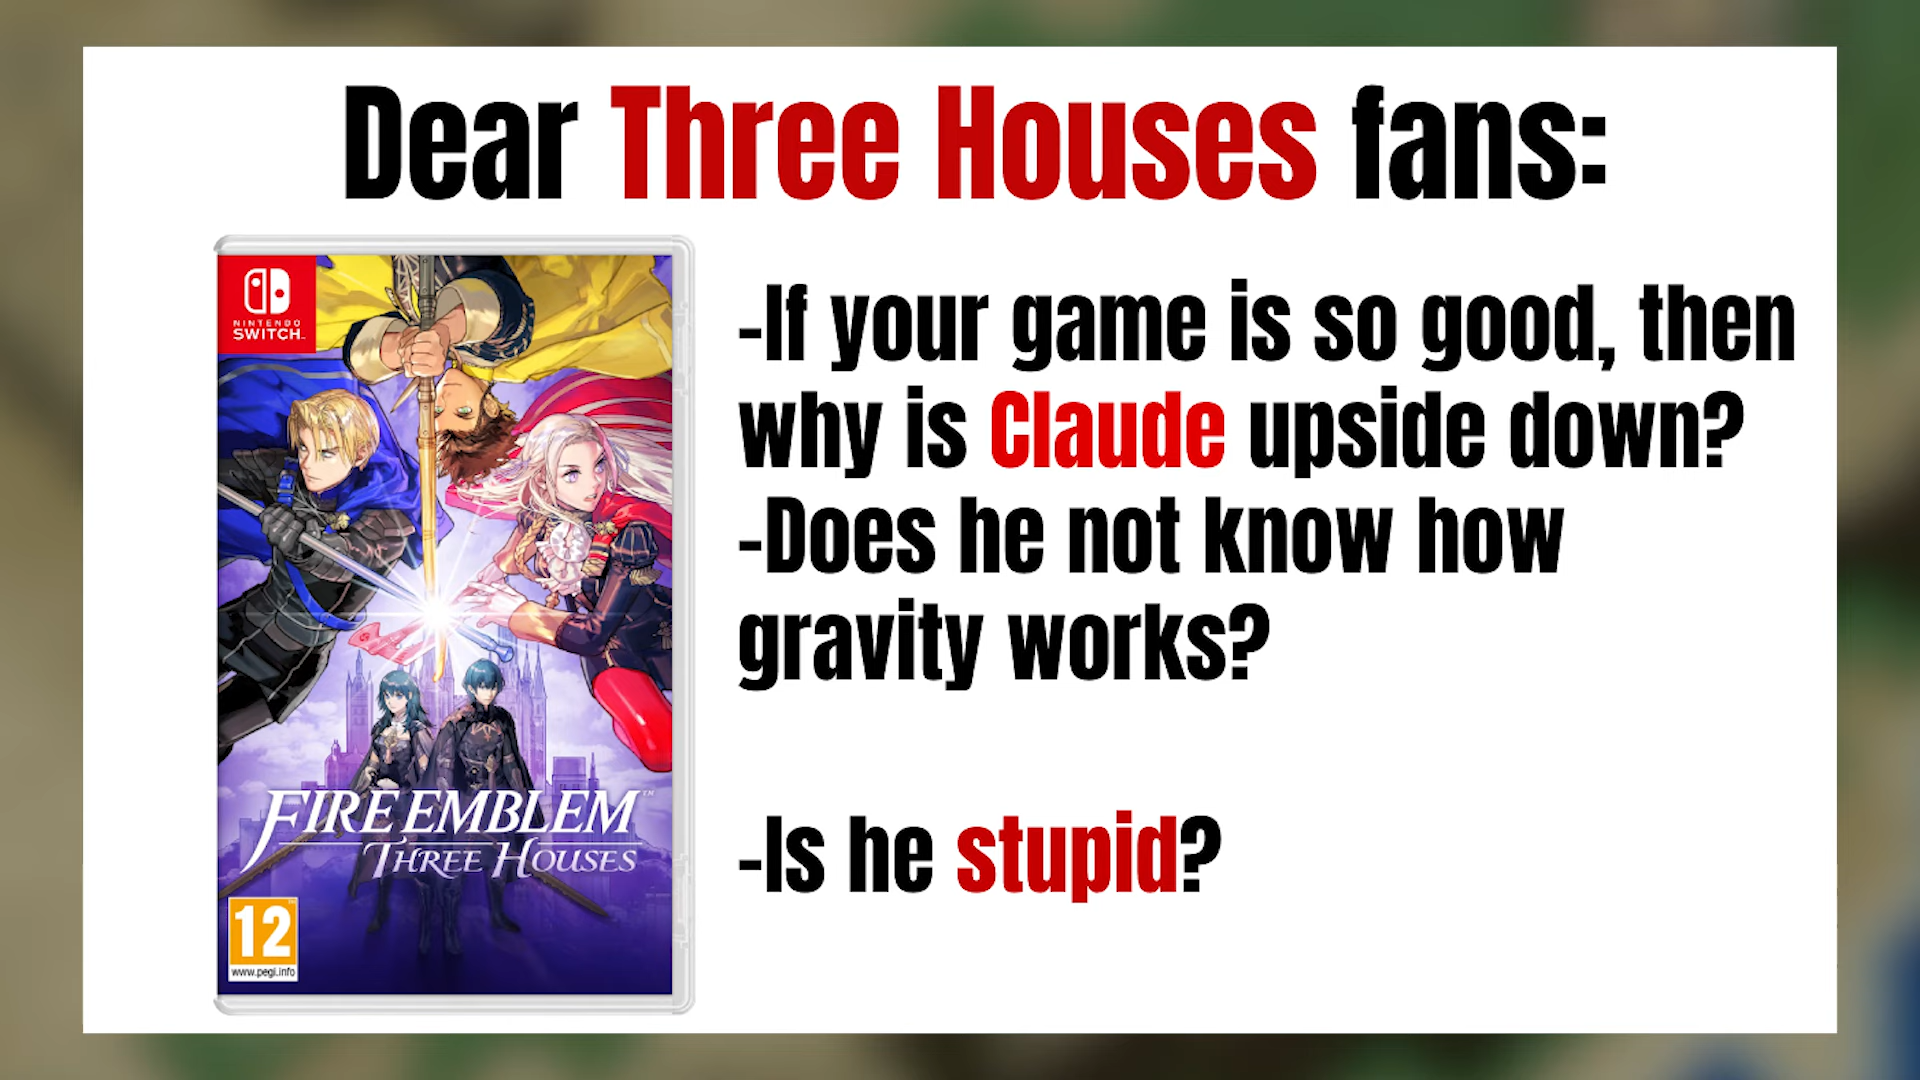 Dear Three Houses fans:
NINTENDO
SWITCH
-If your game is so good, then
why is Claude upside down?
-Does he not know how
gravity works?
-Is he stupid?
FIRE EMBLEM™
THREE HOUSES
12
www.pegi.info